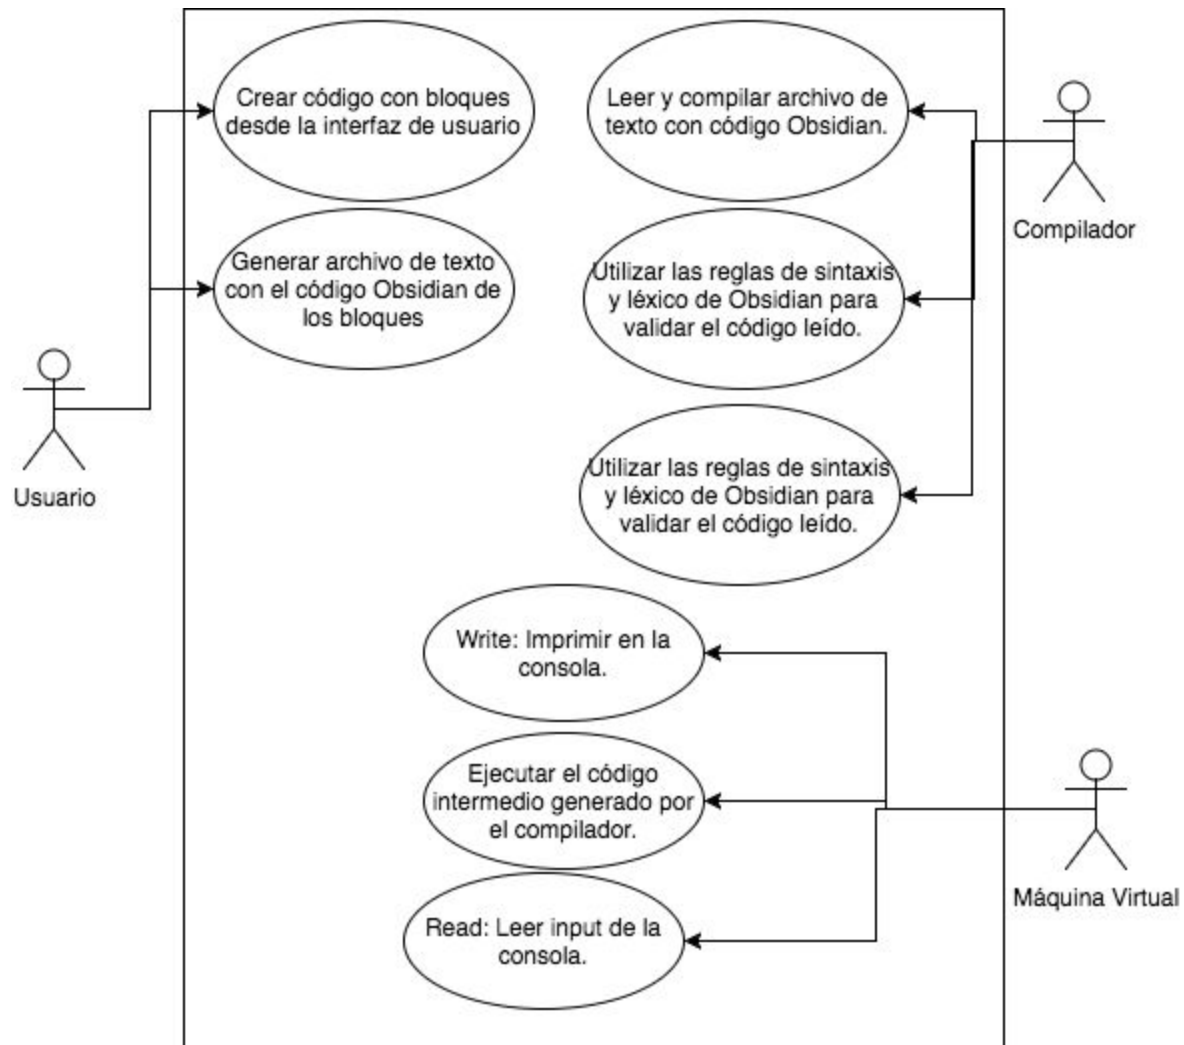 Crear código con bloques
desde la interfaz de usuario
Leer y compilar archivo de
texto con código Obsidian.
Compilador
Generar archivo de texto
con el código Obsidian de
los bloques
Utilizar las reglas de sintaxis
y léxico de Obsidian para
validar el código leído.
Usuario
Utilizar las reglas de sintaxis
y léxico de Obsidian para
validar el código leído.
Write: Imprimir en la
consola.
Ejecutar el código
intermedio generado por
el compilador.
Máquina Virtual
Read: Leer input de la
consola.